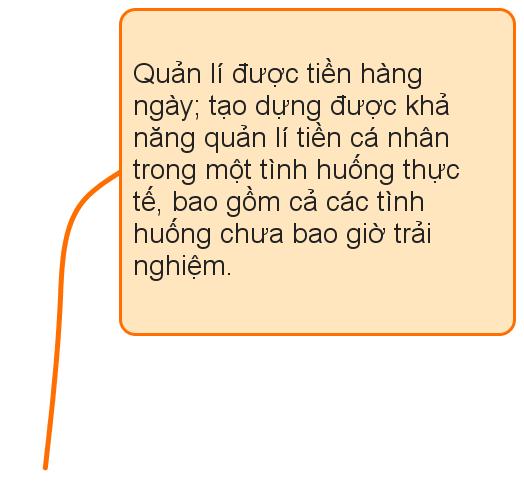 Quản lí được tiền hàng
ngày; tạo dựng được khả
năng quản lí tiền cá nhân
trong một tình huống thực
tế, bao gồm cả các tình
huống chưa bao giờ trải
nghiệm.